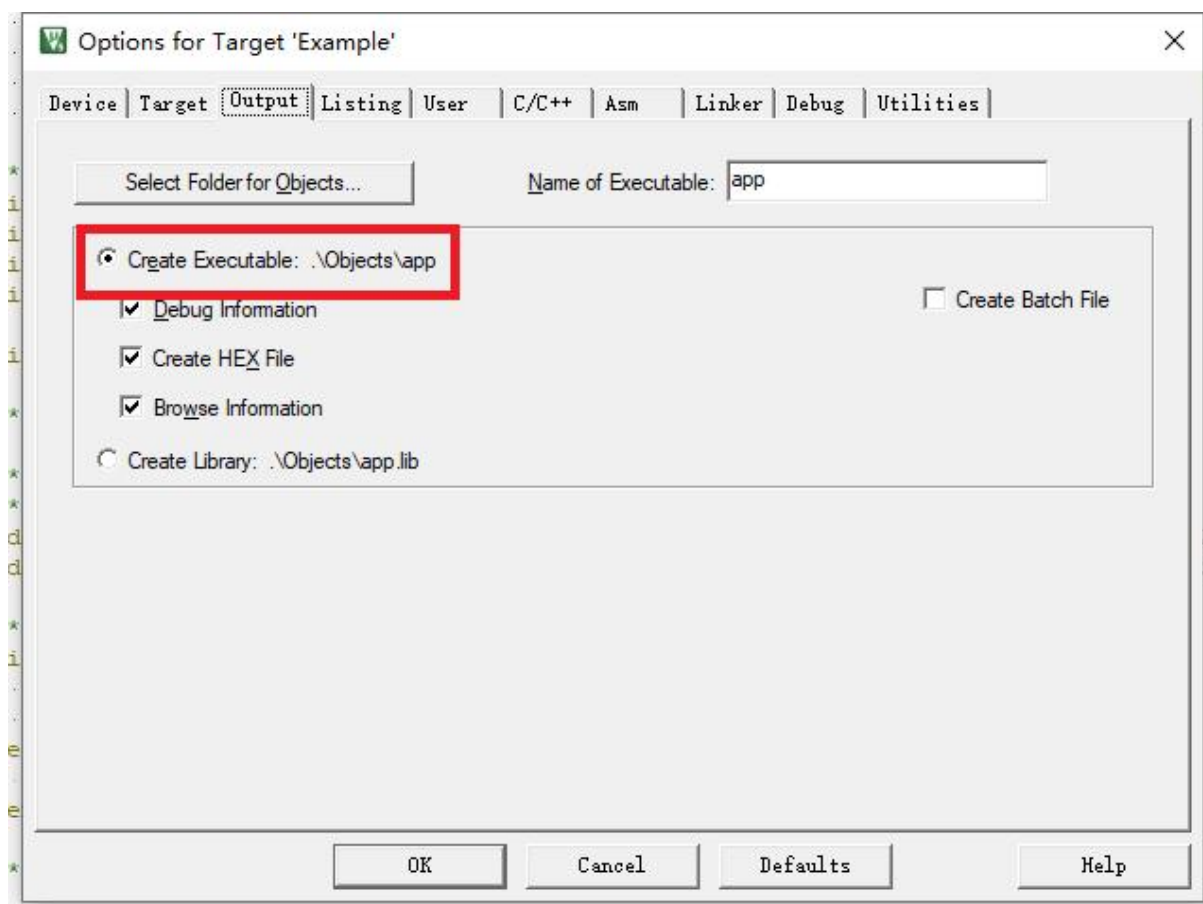 Options for Target 'Example'
Device Target Output Listing User C/C++ Asm Linker Debug Utilities
Select Folder for Objects... Name of Executable: app
Create Executable: .\Objects\app
Debug Information Create Batch File
Create HEX File
Browse Information
Create Library: .\Objects\app.lib
OK Cancel Defaults Help